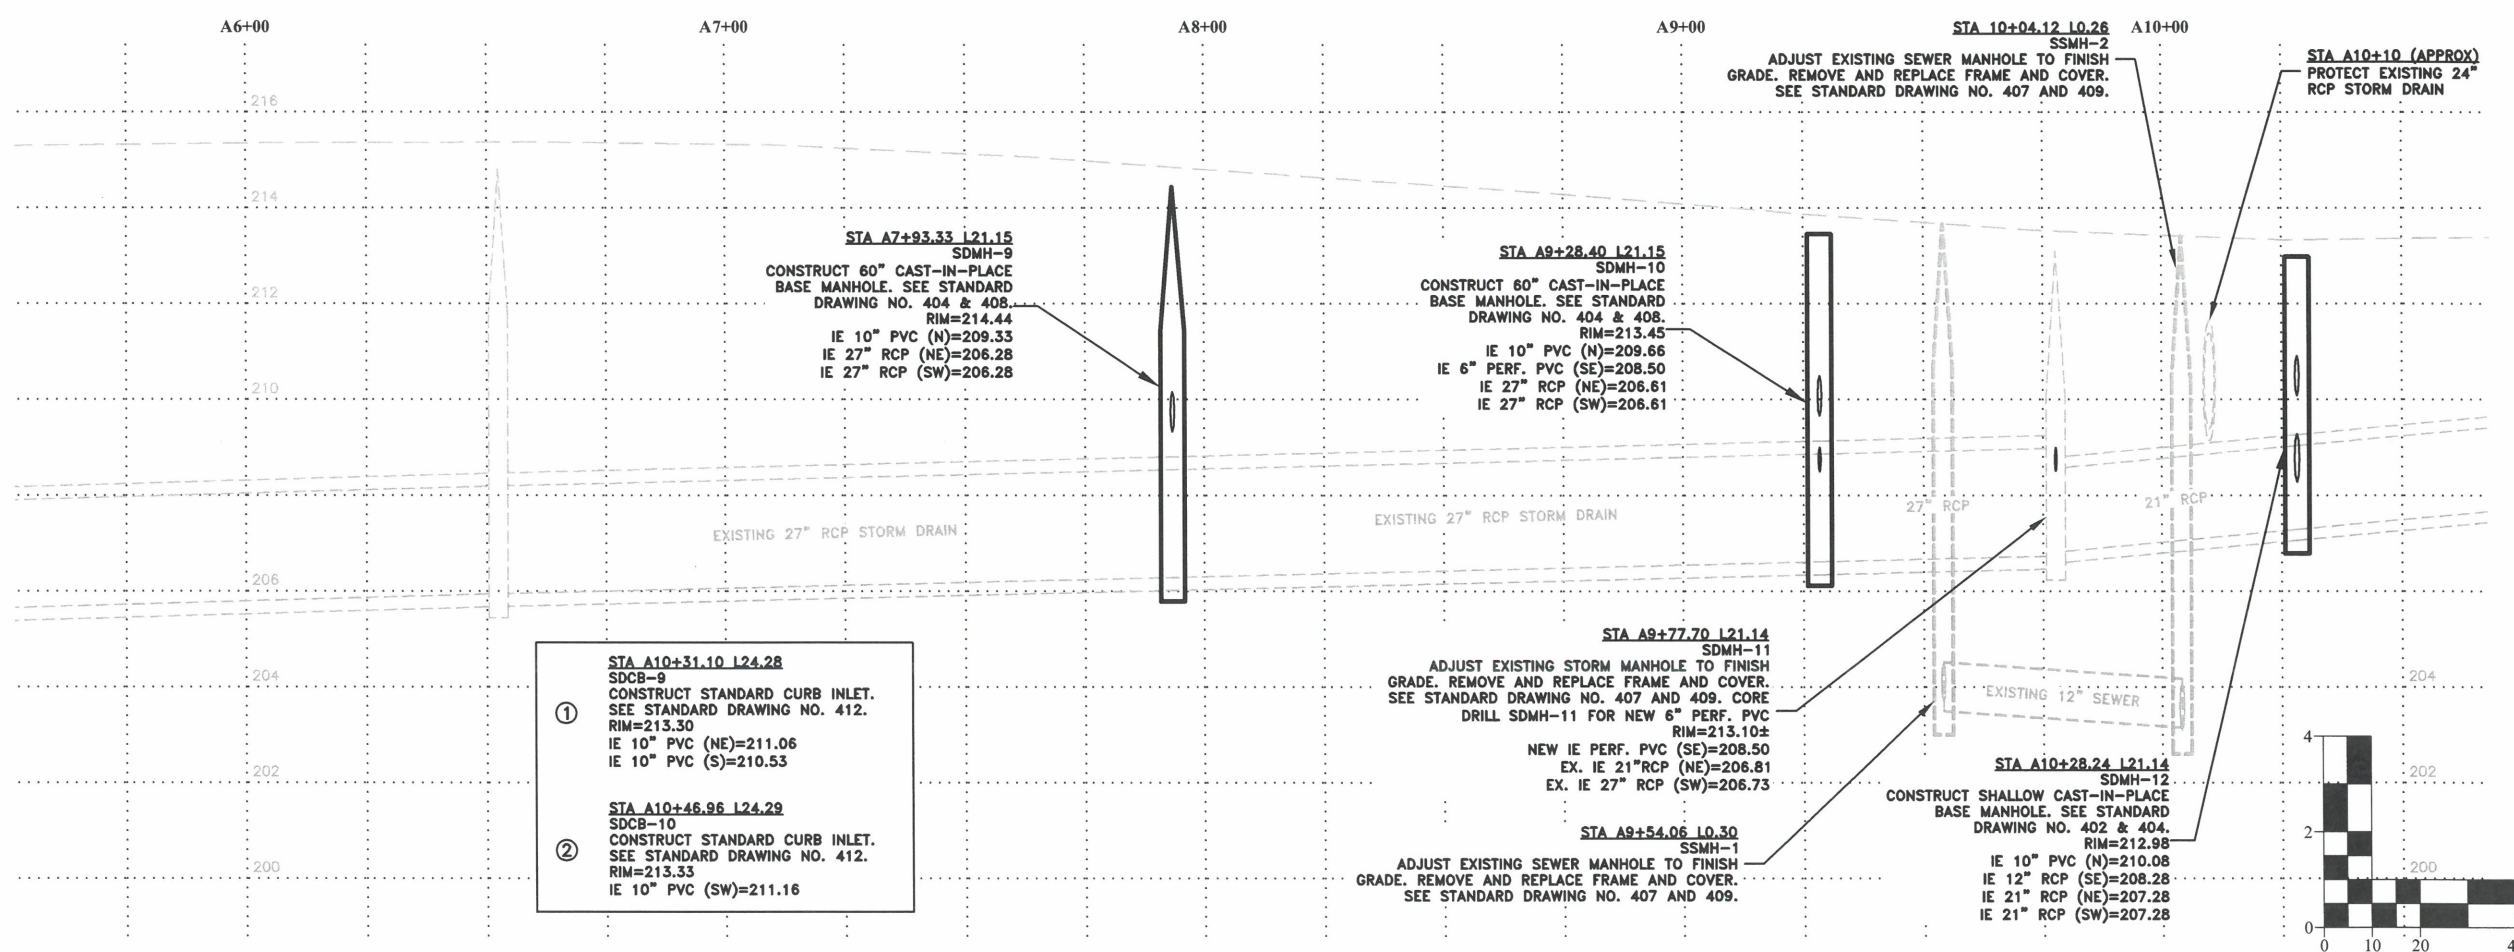 A6+00
A7+00
A8+00
A9+00
A10+00
STA 10+04.12 L0.26
SSMH-2
ADJUST EXISTING SEWER MANHOLE TO FINISH
GRADE. REMOVE AND REPLACE FRAME AND COVER.
SEE STANDARD DRAWING NO. 407 AND 409.
STA A10+10 (APPROX)
PROTECT EXISTING 24"
RCP STORM DRAIN
216
214
212
210
206
204
202
200
STA A7+93.33 L21.15
SDMH-9
CONSTRUCT 60" CAST-IN-PLACE
BASE MANHOLE. SEE STANDARD
DRAWING NO. 404 & 408.
RIM=214.44
IE 10" PVC (N)=209.33
IE 27" RCP (NE)=206.28
IE 27" RCP (SW)=206.28
STA A9+28.40 L21.15
SDMH-10
CONSTRUCT 60" CAST-IN-PLACE
BASE MANHOLE. SEE STANDARD
DRAWING NO. 404 & 408.
RIM=213.45
IE 10" PVC (N)=209.66
IE 6" PERF. PVC (SE)=208.50
IE 27" RCP (NE)=206.61
IE 27" RCP (SW)=206.61
EXISTING 27" RCP STORM DRAIN
EXISTING 27" RCP STORM DRAIN
27" RCP
21" RCP
EXISTING 12" SEWER
①
STA A10+31.10 L24.28
SDCB-9
CONSTRUCT STANDARD CURB INLET.
SEE STANDARD DRAWING NO. 412.
RIM=213.30
IE 10" PVC (NE)=211.06
IE 10" PVC (S)=210.53
②
STA A10+46.96 L24.29
SDCB-10
CONSTRUCT STANDARD CURB INLET.
SEE STANDARD DRAWING NO. 412.
RIM=213.33
IE 10" PVC (SW)=211.16
STA A9+77.70 L21.14
SDMH-11
ADJUST EXISTING STORM MANHOLE TO FINISH
GRADE. REMOVE AND REPLACE FRAME AND COVER.
SEE STANDARD DRAWING NO. 407 AND 409. CORE
DRILL SDMH-11 FOR NEW 6" PERF. PVC
RIM=213.10±
NEW IE PERF. PVC (SE)=208.50
EX. IE 21"RCP (NE)=206.81
EX. IE 27" RCP (SW)=206.73
STA A9+54.06 L0.30
SSMH-1
ADJUST EXISTING SEWER MANHOLE TO FINISH
GRADE. REMOVE AND REPLACE FRAME AND COVER.
SEE STANDARD DRAWING NO. 407 AND 409.
STA A10+28.24 L21.14
SDMH-12
CONSTRUCT SHALLOW CAST-IN-PLACE
BASE MANHOLE. SEE STANDARD
DRAWING NO. 402 & 404.
RIM=212.98
IE 10" PVC (N)=210.08
IE 12" RCP (SE)=208.28
IE 21" RCP (NE)=207.28
IE 21" RCP (SW)=207.28
204
202
200
4
2
0
0 10 20